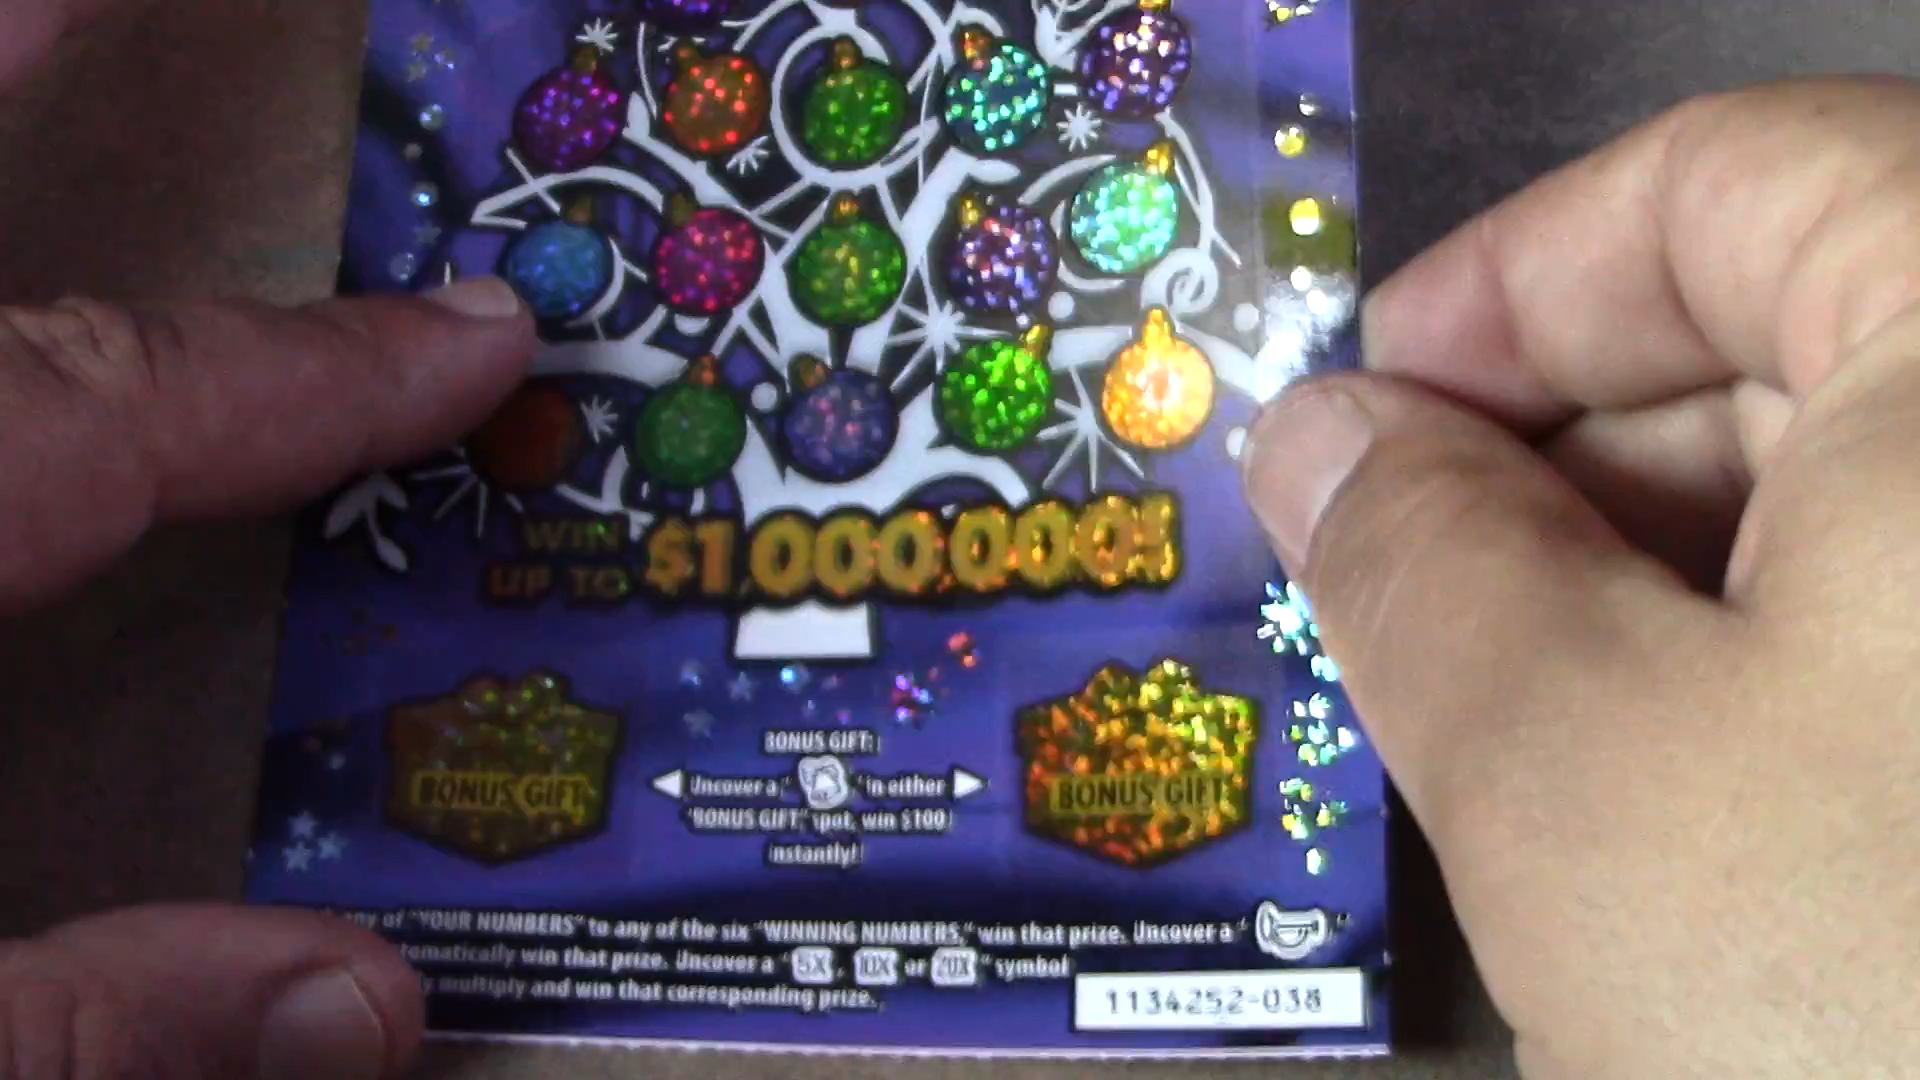 WIN
UP TO $1,000,000!
BONUS GIFT
BONUS GIFT:
Uncover a " " in either
"BONUS GIFT" spot, win $100
instantly!
BONUS GIFT
any of "YOUR NUMBERS" to any of the six "WINNING NUMBERS," win that prize. Uncover a " "
win that prize. Uncover a "5X, 10X or 20X" symbol
multiply and win that corresponding prize.
1134252-038